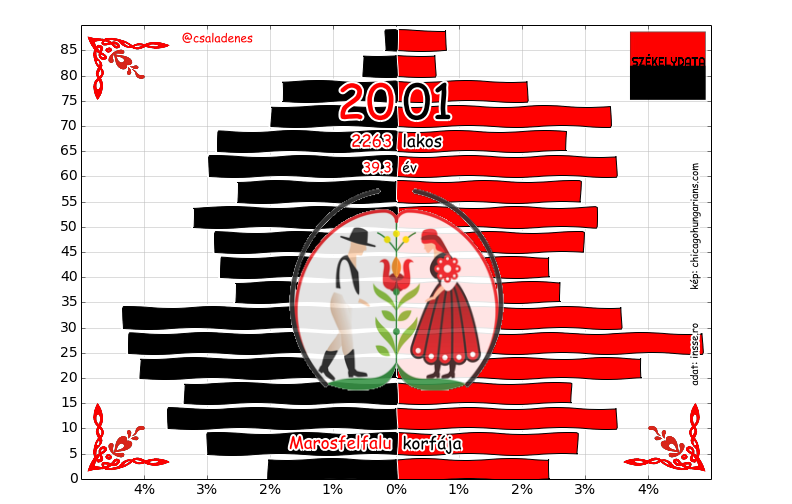 @csaladenes
SZÉKELYDATA
2001
2263 lakos
39.3 év
kép: chicagohungarians.com
adat: insse.ro
Marosfelfalu korfája
85
80
75
70
65
60
55
50
45
40
35
30
25
20
15
10
5
0
4% 3% 2% 1% 0% 1% 2% 3% 4%